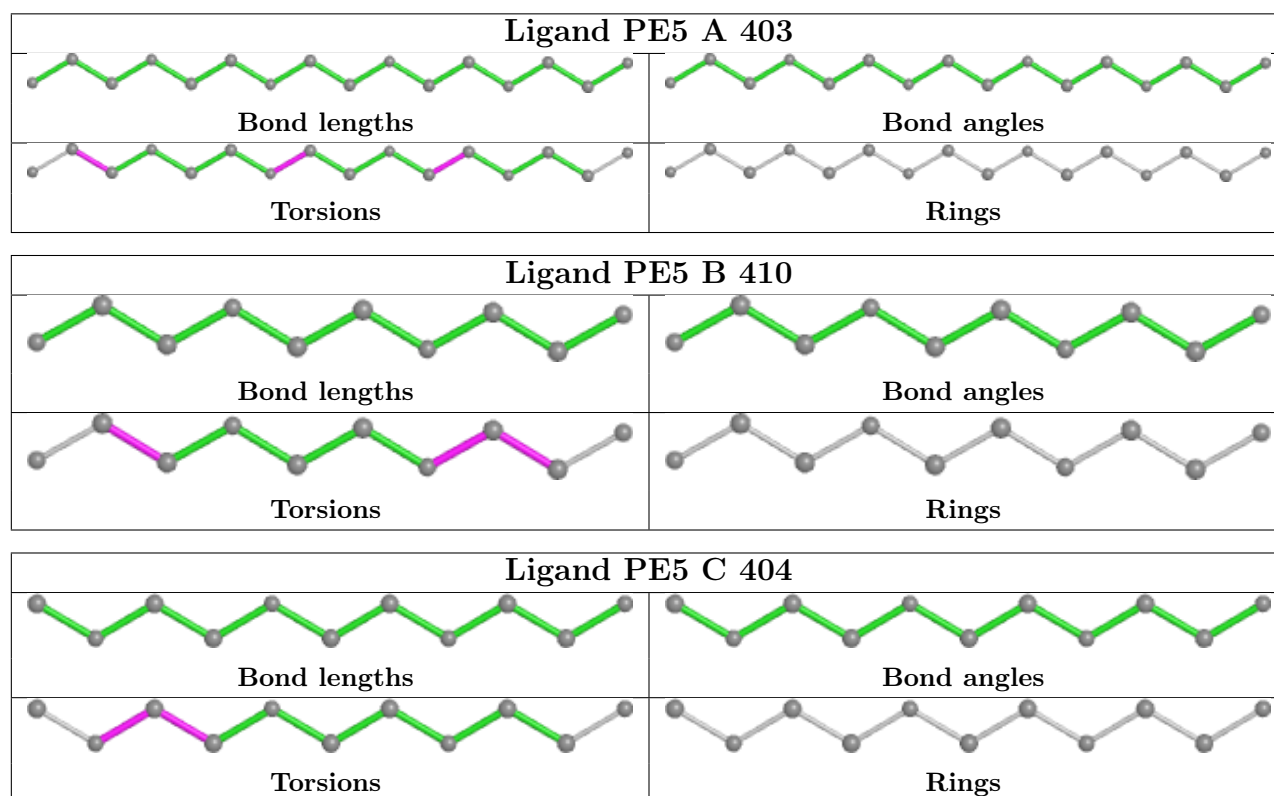 Ligand PE5 A 403
Bond lengths
Bond angles
Torsions
Rings
Ligand PE5 B 410
Bond lengths
Bond angles
Torsions
Rings
Ligand PE5 C 404
Bond lengths
Bond angles
Torsions
Rings